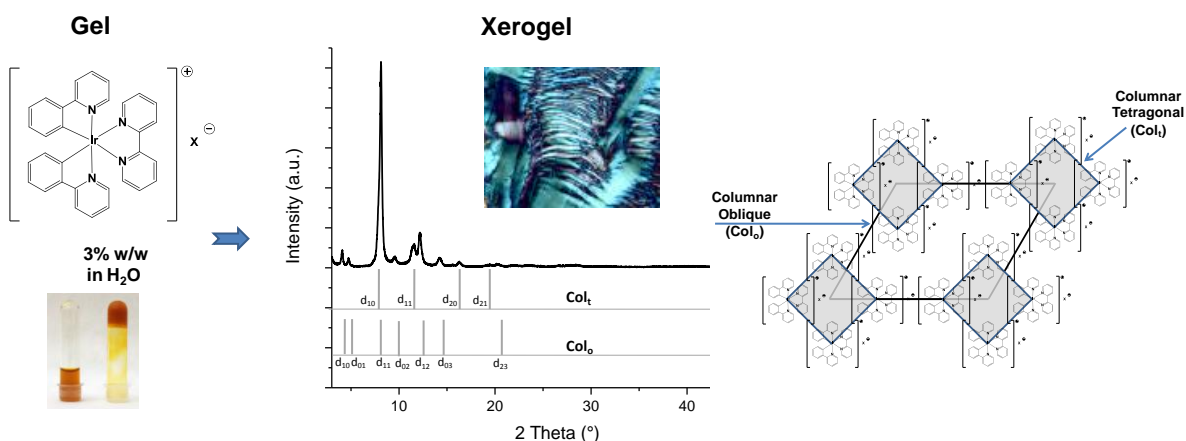 Gel
N
N
Ir
N
N
⊕
X ⊖
3% w/w
in H₂O
Xerogel
Intensity (a.u.)
d₁₀ d₁₁ d₂₀ d₂₁ Colₜ
Colₒ
d₁₀ d₀₁ d₁₁ d₀₂ d₁₂ d₀₃ d₂₃
10 20 30 40
2 Theta (°)
Columnar
Tetragonal
(Colₜ)
Columnar
Oblique
(Colₒ)